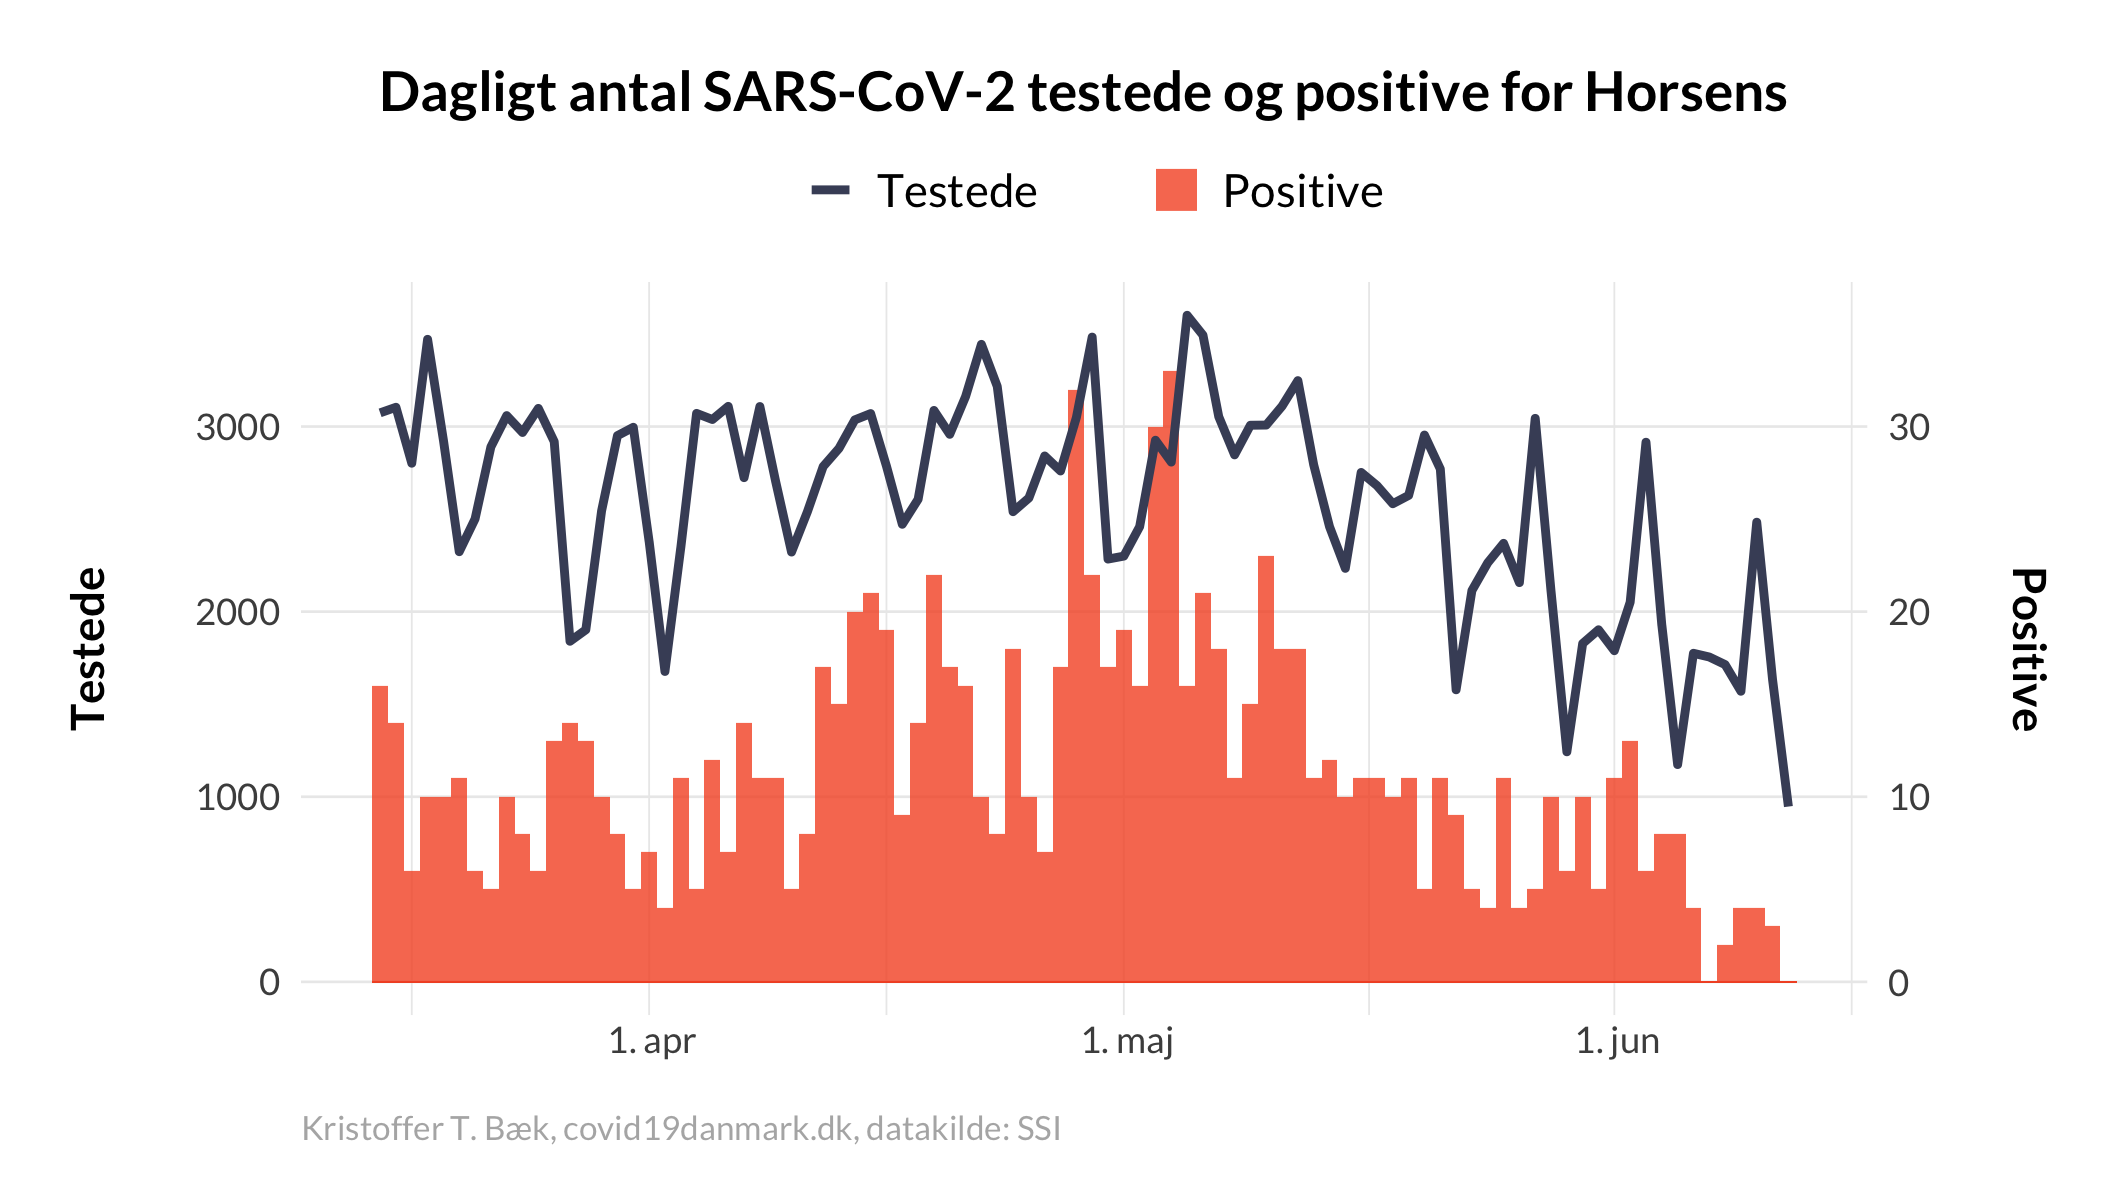 Dagligt antal SARS-CoV-2 testede og positive for Horsens
Testede
Positive
3000
2000
1000
0
Testede
30
20
10
0
Positive
1. apr
1. maj
1. jun
Kristoffer T. Bæk, covid19danmark.dk, datakilde: SSI